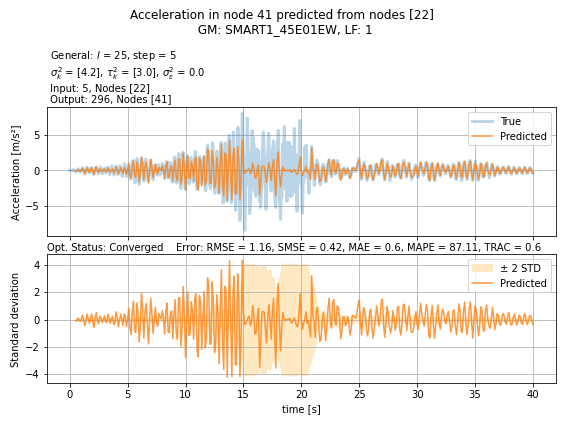 Acceleration in node 41 predicted from nodes [22]
GM: SMART1_45E01EW, LF: 1
General: l = 25, step = 5
σ²_k = [4.2], τ²_k = [3.0], σ²_ε = 0.0
Input: 5, Nodes [22]
Output: 296, Nodes [41]
Acceleration [m/s²]
5
0
−5
True
Predicted
Opt. Status: Converged    Error: RMSE = 1.16, SMSE = 0.42, MAE = 0.6, MAPE = 87.11, TRAC = 0.6
Standard deviation
4
2
0
−2
−4
± 2 STD
Predicted
0 5 10 15 20 25 30 35 40
time [s]